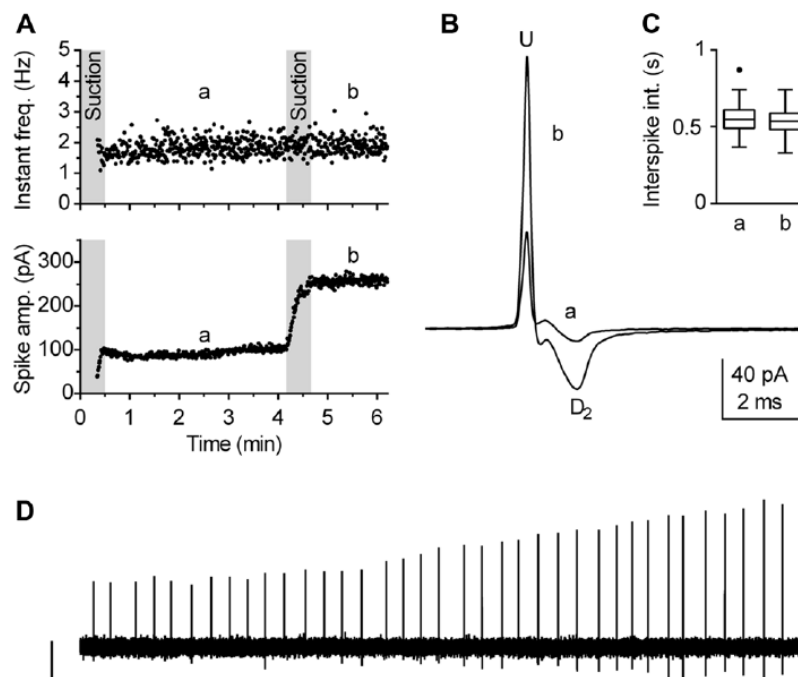 A
Instant freq. (Hz)
5
4
3
2
1
0
Suction
a
Suction
b
Spike amp. (pA)
300
200
100
0
a
b
0 1 2 3 4 5 6
Time (min)
B
U
b
a
D2
40 pA
2 ms
C
Interspike int. (s)
1
0.5
0
a b
D